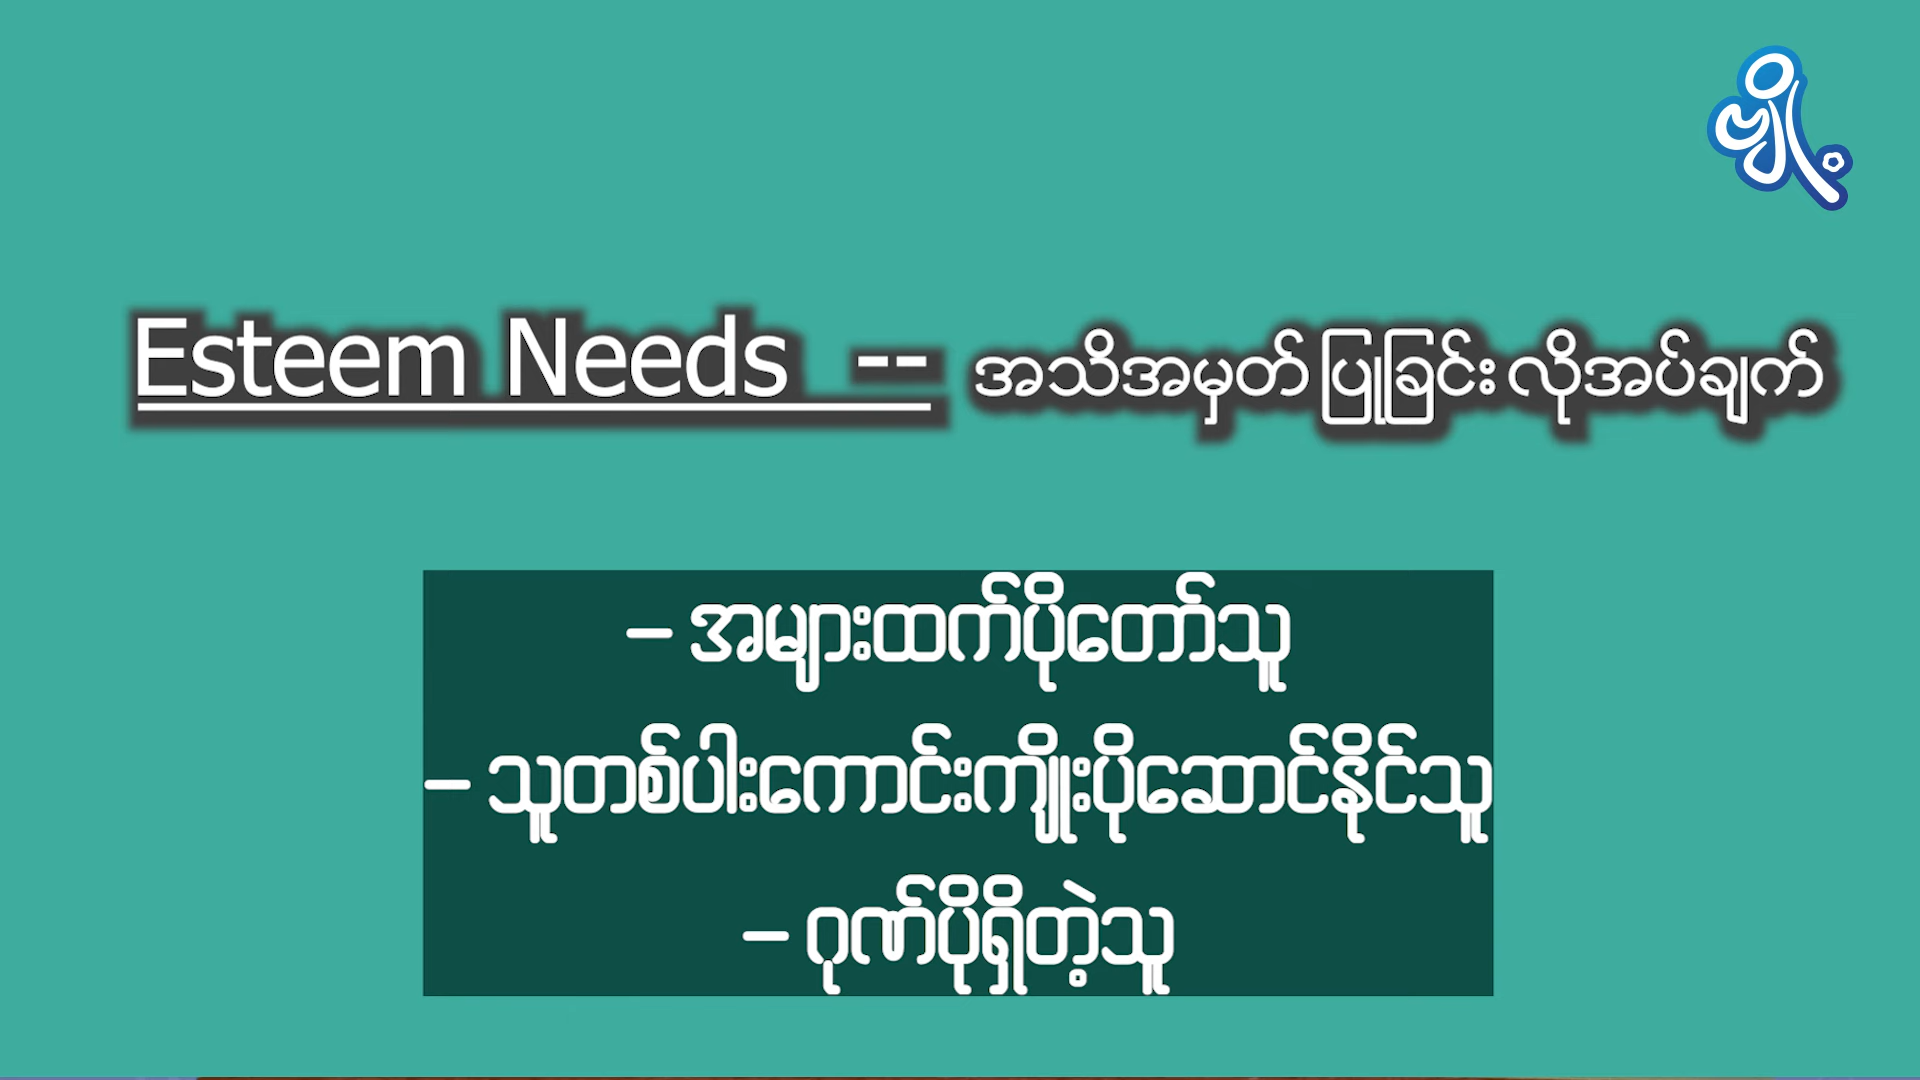 မျှို့
Esteem Needs -- အသိအမှတ် ပြုခြင်း လိုအပ်ချက်
– အများထက်ပိုတော်သူ
– သူတစ်ပါးကောင်းကျိုးပိုဆောင်နိုင်သူ
– ဂုဏ်ပိုရှိတဲ့သူ